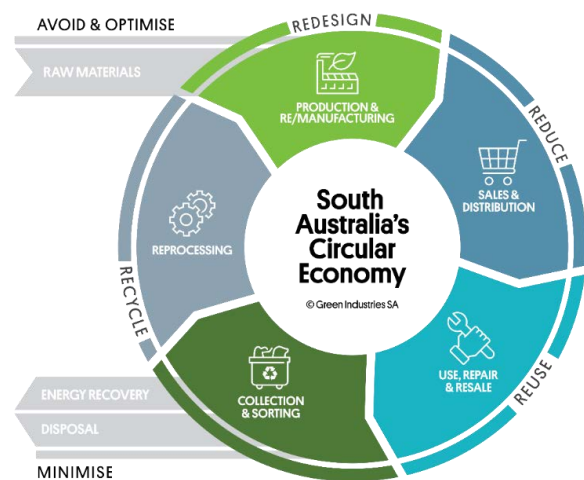 AVOID & OPTIMISE
RAW MATERIALS
REDESIGN
PRODUCTION &
RE/MANUFACTURING
REDUCE
SALES &
DISTRIBUTION
REUSE
USE, REPAIR
& RESALE
COLLECTION
& SORTING
RECYCLE
REPROCESSING
South
Australia's
Circular
Economy
© Green Industries SA
ENERGY RECOVERY
DISPOSAL
MINIMISE